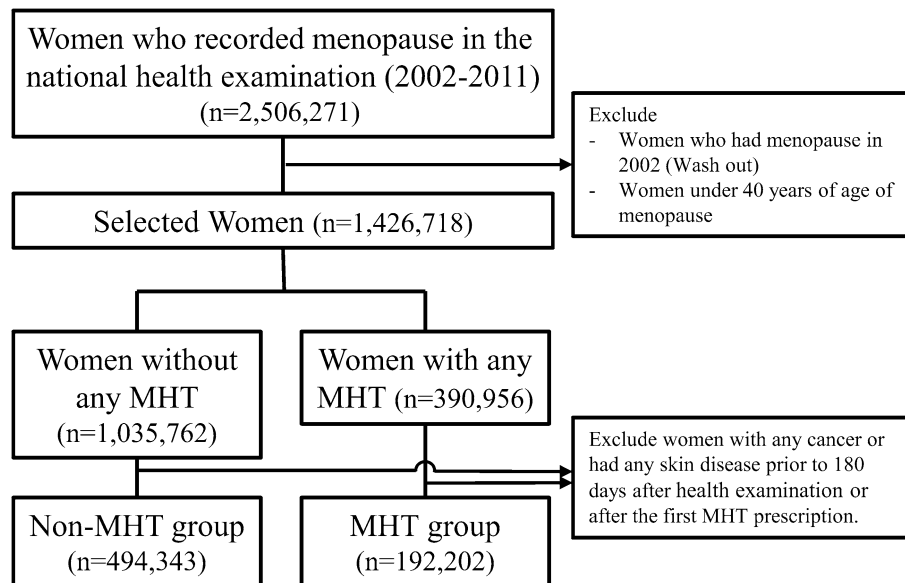 Women who recorded menopause in the
national health examination (2002-2011)
(n=2,506,271)
Exclude
- Women who had menopause in
2002 (Wash out)
- Women under 40 years of age of
menopause
Selected Women (n=1,426,718)
Women without
any MHT
(n=1,035,762)
Women with any
MHT (n=390,956)
Exclude women with any cancer or
had any skin disease prior to 180
days after health examination or
after the first MHT prescription.
Non-MHT group
(n=494,343)
MHT group
(n=192,202)